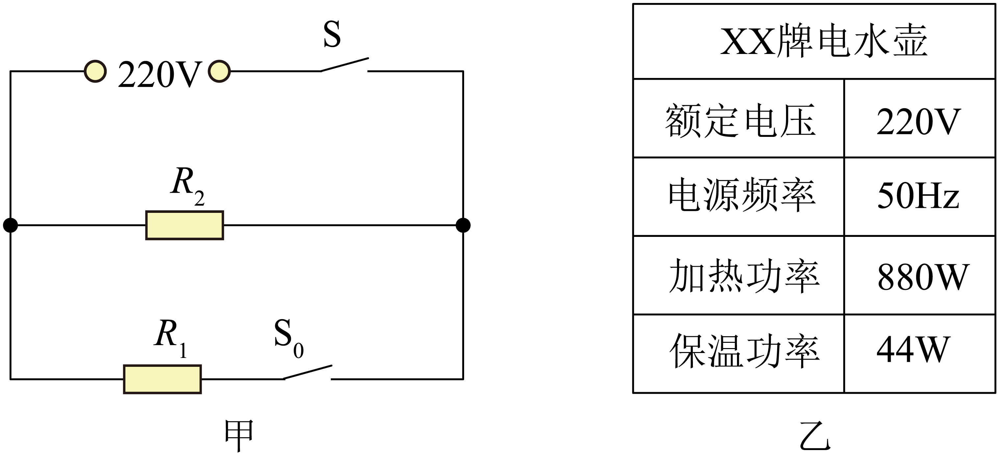 S
220V
R2
R1
S0
甲
XX牌电水壶
额定电压 220V
电源频率 50Hz
加热功率 880W
保温功率 44W
乙